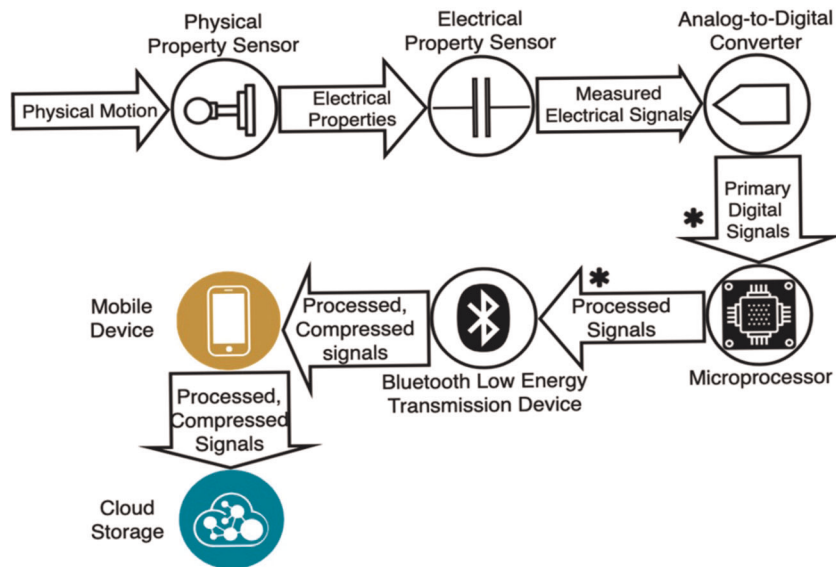 Physical
Property Sensor
Electrical
Property Sensor
Analog-to-Digital
Converter
Physical Motion
Electrical
Properties
Measured
Electrical Signals
*
Primary
Digital
Signals
Mobile
Device
Processed,
Compressed
signals
*
Processed
Signals
Bluetooth Low Energy
Transmission Device
Microprocessor
Processed,
Compressed
Signals
Cloud
Storage